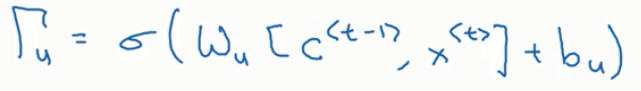 Γᵤ = σ(Wᵤ [c^{<t-1>}, x^{<t>}] + bᵤ)